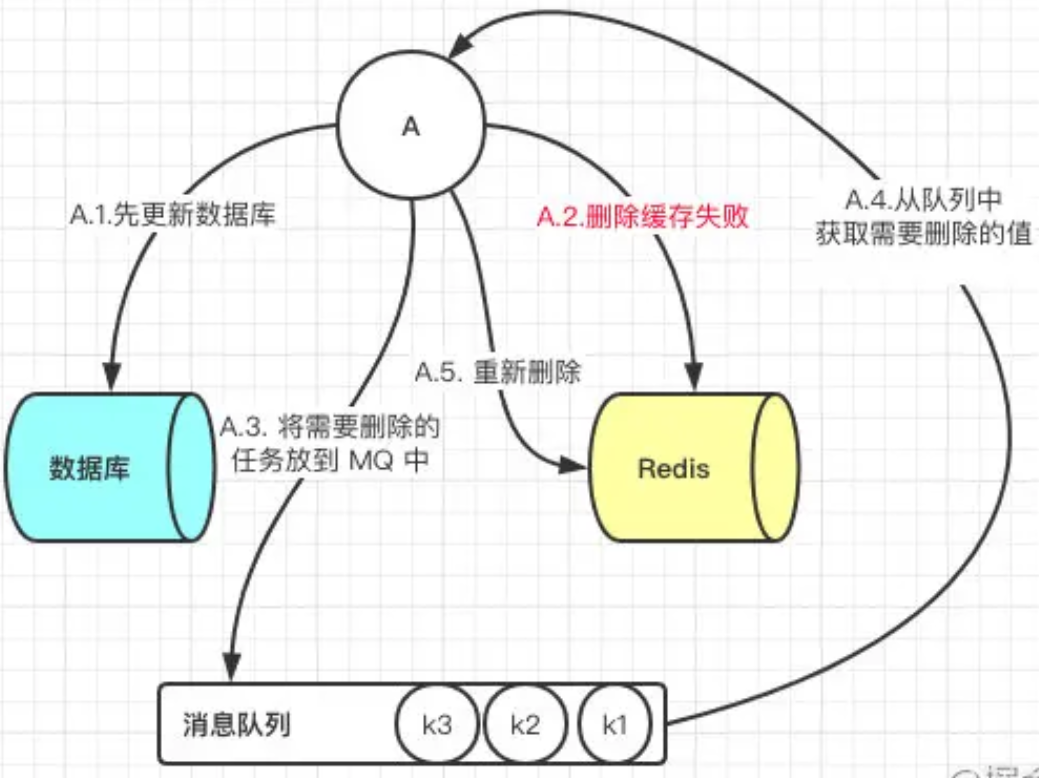 A
A.1.先更新数据库
A.2.删除缓存失败
A.4.从队列中
获取需要删除的值
A.5. 重新删除
A.3. 将需要删除的
任务放到 MQ 中
数据库
Redis
消息队列
k3
k2
k1